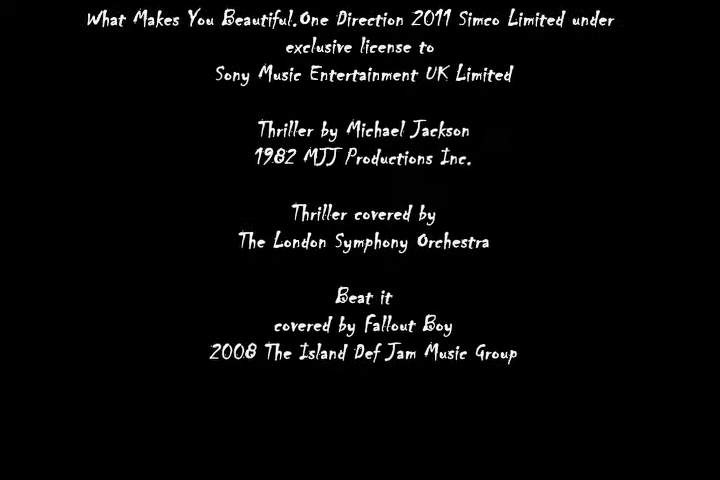 What Makes You Beautiful.One Direction 2011 Simco Limited under
exclusive license to
Sony Music Entertainment UK Limited
Thriller by Michael Jackson
1982 MJJ Productions Inc.
Thriller covered by
The London Symphony Orchestra
Beat it
covered by Fallout Boy
2008 The Island Def Jam Music Group